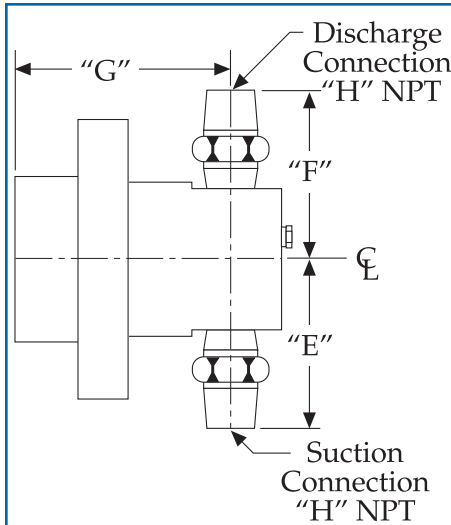 Discharge
Connection
“H” NPT
“G”
“F”
℄
“E”
Suction
Connection
“H” NPT